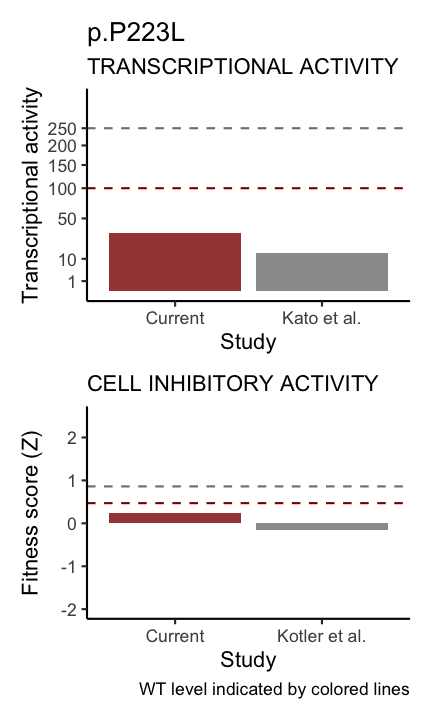 p.P223L
TRANSCRIPTIONAL ACTIVITY
Transcriptional activity
250
200
150
100
50
10
1
Current
Kato et al.
Study
CELL INHIBITORY ACTIVITY
Fitness score (Z)
2
1
0
-1
-2
Current
Kotler et al.
Study
WT level indicated by colored lines